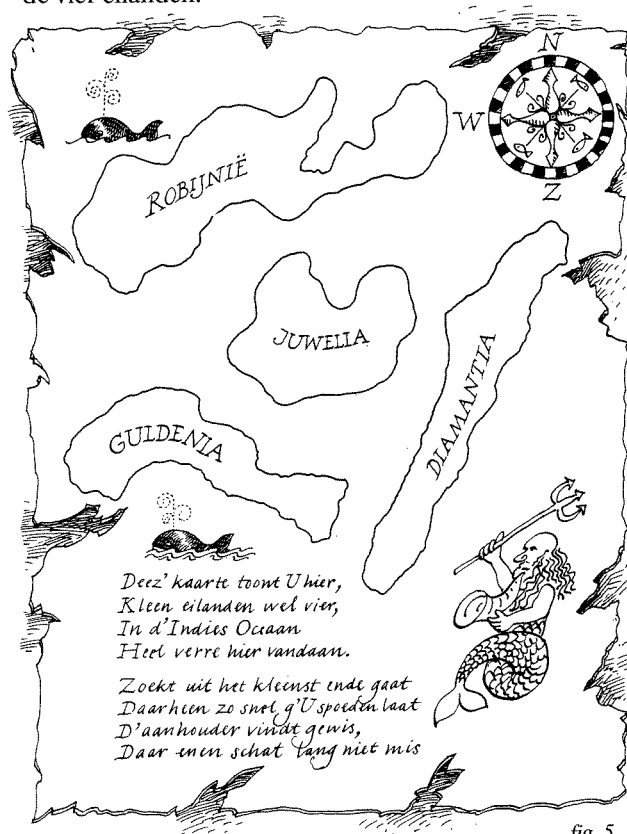 de vier eilanden.
N
W
Z
ROBIJNIË
JUWELIA
DIAMANTIA
GULDENIA
Deez' kaarte toont U hier,
Kleen eilanden wel vier,
In d'Indies Oceaan
Heel verre hier vandaan.
Zoekt uit het kleinst ende gaat
Daarheen zo snel g'U spoeden laat
D'aanhouder vindt gewis,
Daar enen schat lang niet mis
fig. 5